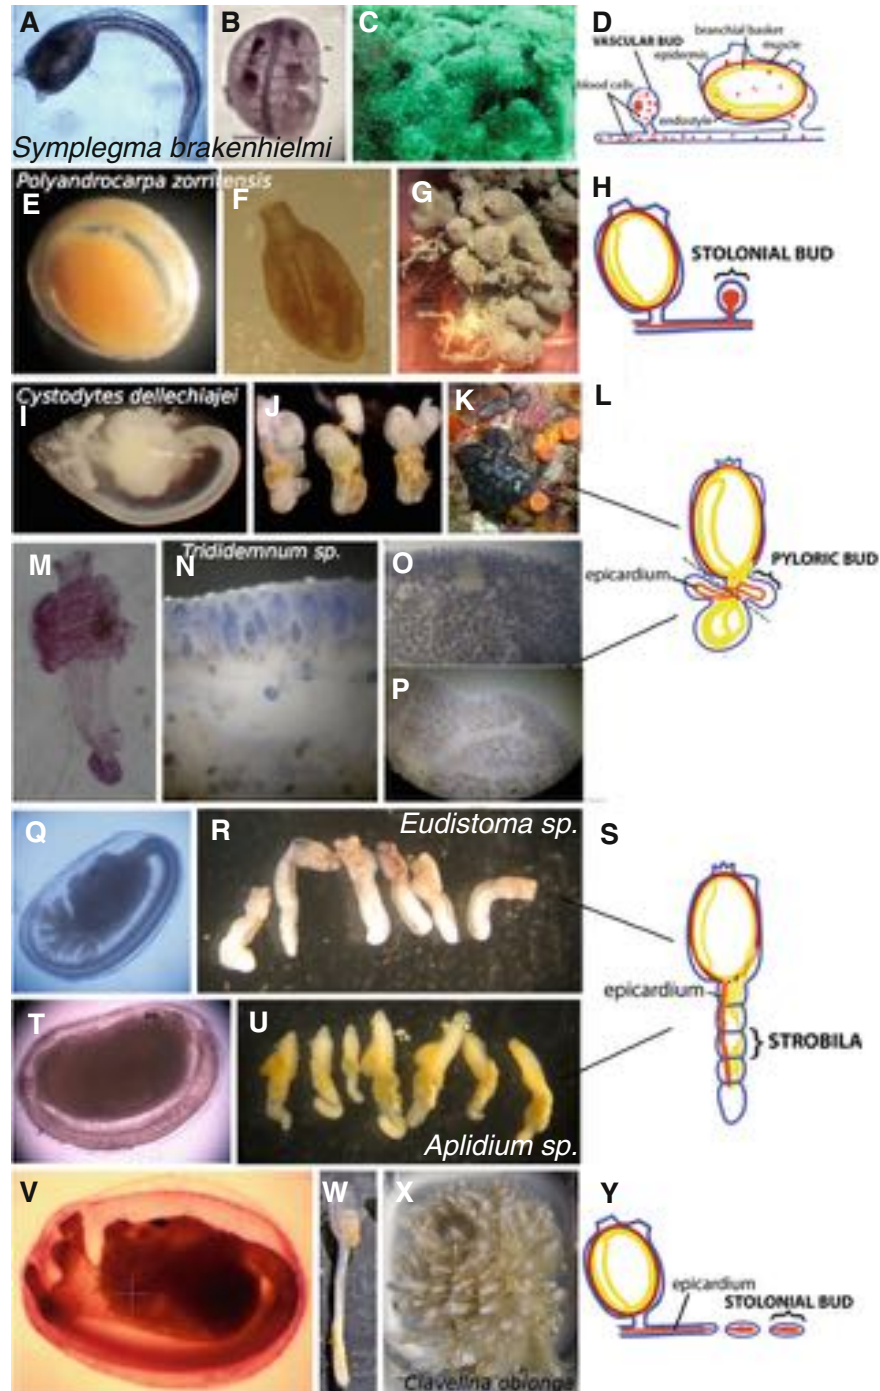 A
B
C
D
Symplegma brakenhielmi
VASCULAR BUD
branchial basket
epidermis
muscle
blood cells
endostyle
Polyandrocarpa zorritensis
E
F
G
H
STOLONIAL BUD
Cystodytes dellechiajei
I
J
K
L
PYLORIC BUD
epicardium
M
Trididemnum sp.
N
O
P
Q
R
Eudistoma sp.
S
epicardium
STROBILA
T
U
Aplidium sp.
V
W
X
Clavelina oblonga
Y
epicardium
STOLONIAL BUD